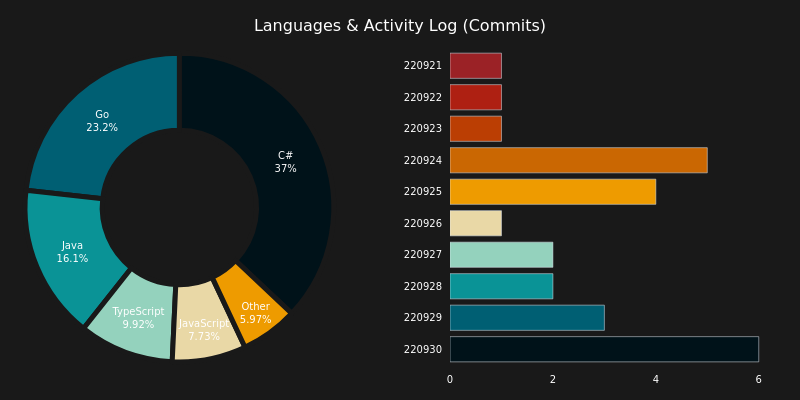 Languages & Activity Log (Commits)
C#
37%
Go
23.2%
Java
16.1%
TypeScript
9.92%
JavaScript
7.73%
Other
5.97%
220921
220922
220923
220924
220925
220926
220927
220928
220929
220930
0 2 4 6